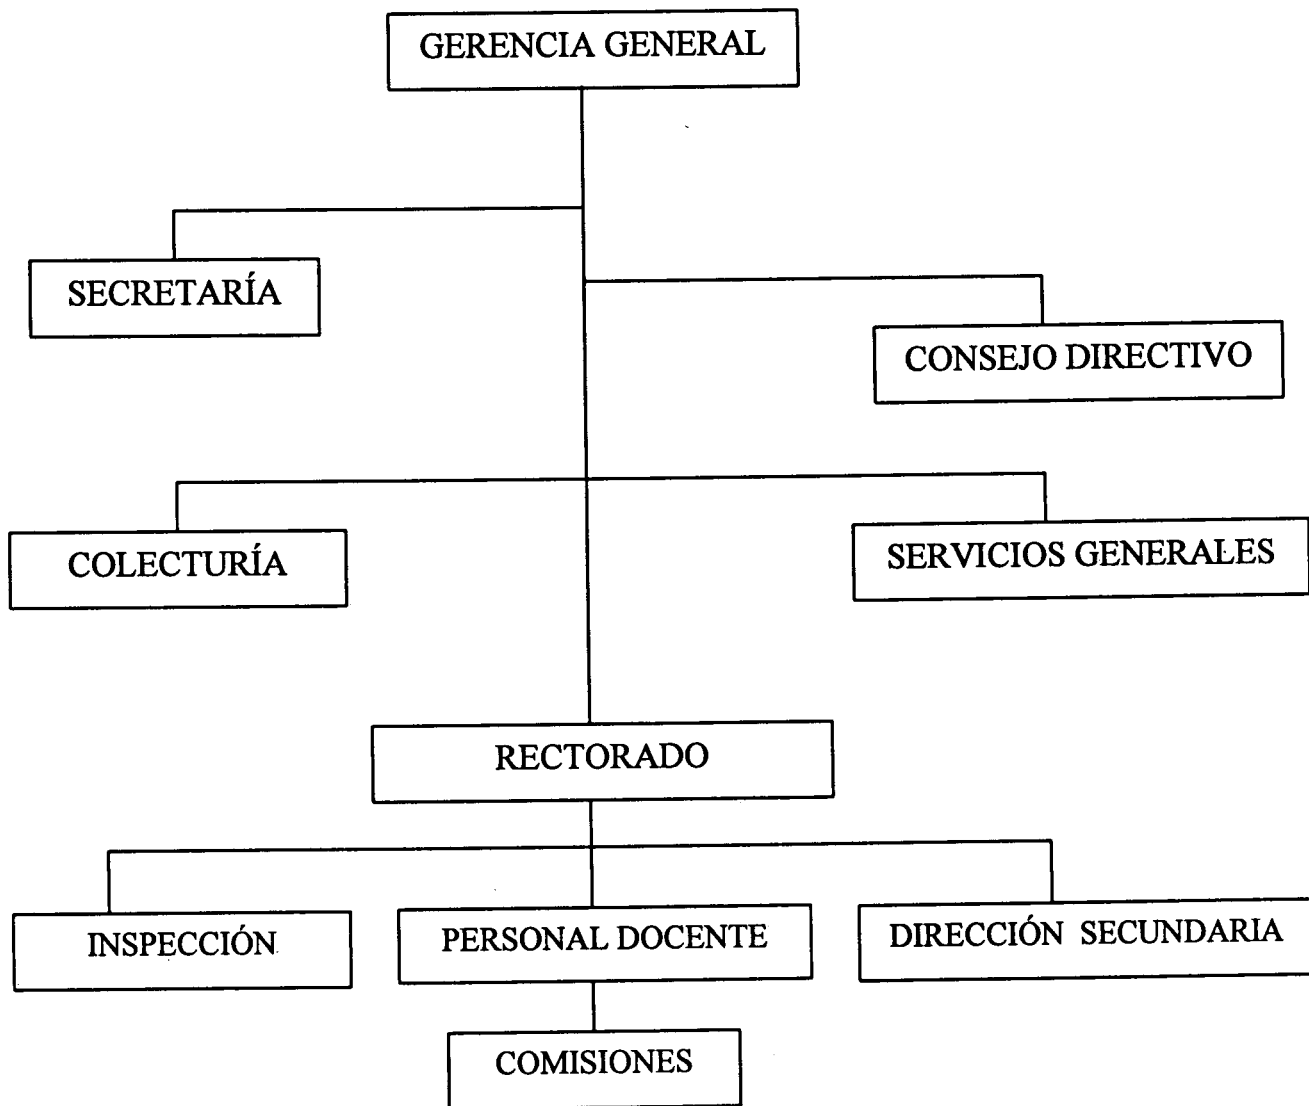 GERENCIA GENERAL
SECRETARÍA
CONSEJO DIRECTIVO
COLECTURÍA
SERVICIOS GENERALES
RECTORADO
INSPECCIÓN
PERSONAL DOCENTE
DIRECCIÓN SECUNDARIA
COMISIONES